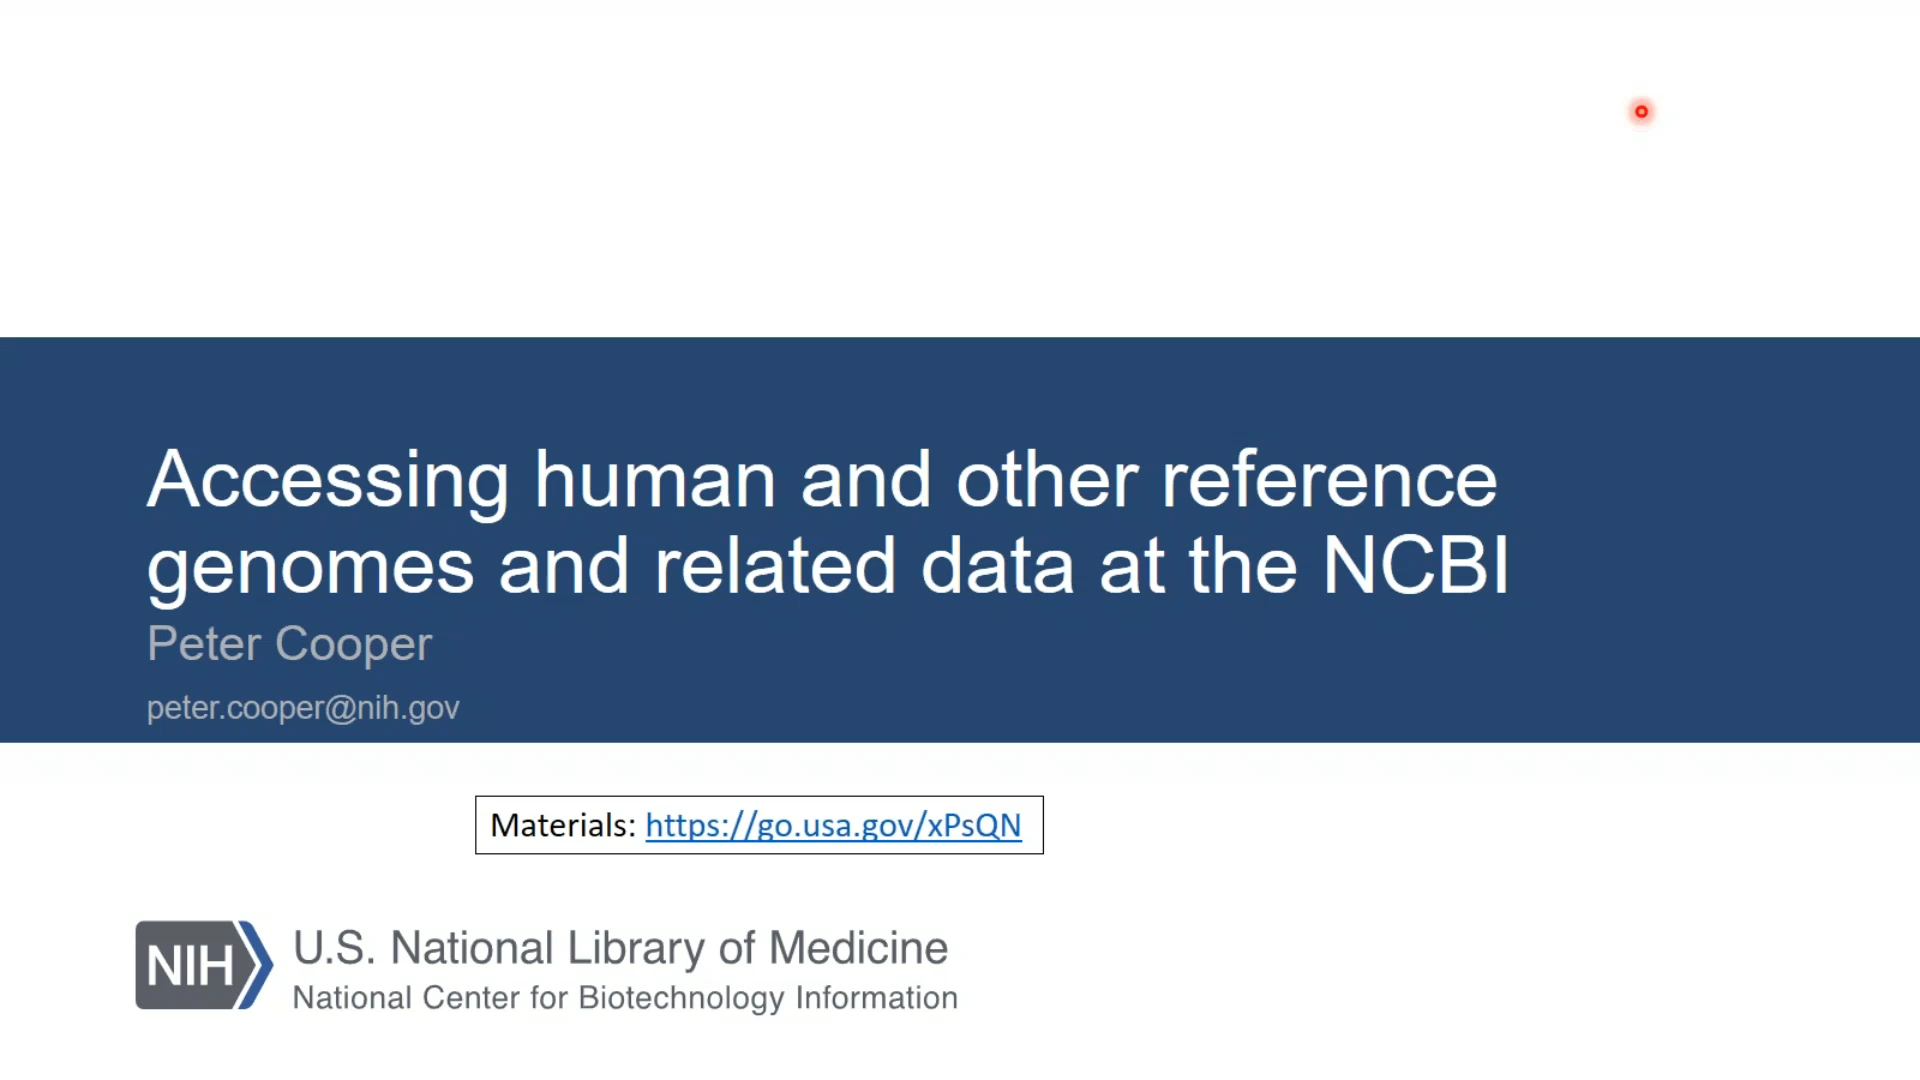 Accessing human and other reference
genomes and related data at the NCBI
Peter Cooper
peter.cooper@nih.gov
Materials: https://go.usa.gov/xPsQN
NIH
U.S. National Library of Medicine
National Center for Biotechnology Information